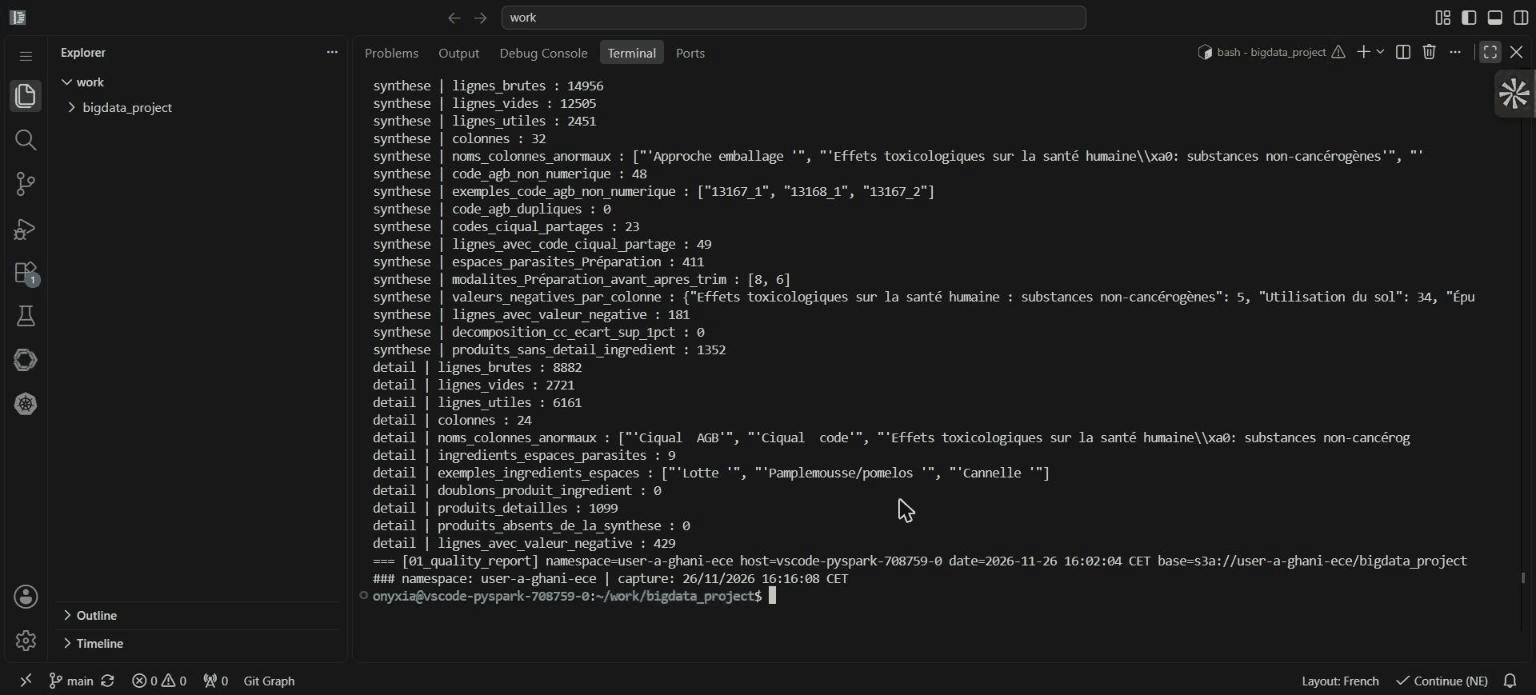 work
Explorer
work
bigdata_project
Outline
Timeline
Problems
Output
Debug Console
Terminal
Ports
bash - bigdata_project
synthese | lignes_brutes : 14956
synthese | lignes_vides : 12505
synthese | lignes_utiles : 2451
synthese | colonnes : 32
synthese | noms_colonnes_anormaux : ["'Approche emballage '", "'Effets toxicologiques sur la santé humaine\\xa0: substances non-cancérogènes'", "'
synthese | code_agb_non_numerique : 48
synthese | exemples_code_agb_non_numerique : ["13167_1", "13168_1", "13167_2"]
synthese | code_agb_dupliques : 0
synthese | codes_ciqual_partages : 23
synthese | lignes_avec_code_ciqual_partage : 49
synthese | espaces_parasites_Préparation : 411
synthese | modalites_Préparation_avant_apres_trim : [8, 6]
synthese | valeurs_negatives_par_colonne : {"Effets toxicologiques sur la santé humaine : substances non-cancérogènes": 5, "Utilisation du sol": 34, "Épu
synthese | lignes_avec_valeur_negative : 181
synthese | decomposition_cc_ecart_sup_1pct : 0
synthese | produits_sans_detail_ingredient : 1352
detail | lignes_brutes : 8882
detail | lignes_vides : 2721
detail | lignes_utiles : 6161
detail | colonnes : 24
detail | noms_colonnes_anormaux : ["'Ciqual  AGB'", "'Ciqual  code'", "'Effets toxicologiques sur la santé humaine\\xa0: substances non-cancérog
detail | ingredients_espaces_parasites : 9
detail | exemples_ingredients_espaces : ["'Lotte '", "'Pamplemousse/pomelos '", "'Cannelle '"]
detail | doublons_produit_ingredient : 0
detail | produits_detailles : 1099
detail | produits_absents_de_la_synthese : 0
detail | lignes_avec_valeur_negative : 429
=== [01_quality_report] namespace=user-a-ghani-ece host=vscode-pyspark-708759-0 date=2026-11-26 16:02:04 CET base=s3a://user-a-ghani-ece/bigdata_project
### namespace: user-a-ghani-ece | capture: 26/11/2026 16:16:08 CET
onyxia@vscode-pyspark-708759-0:~/work/bigdata_project$
1
main
0
0
0
Git Graph
Layout: French
Continue (NE)